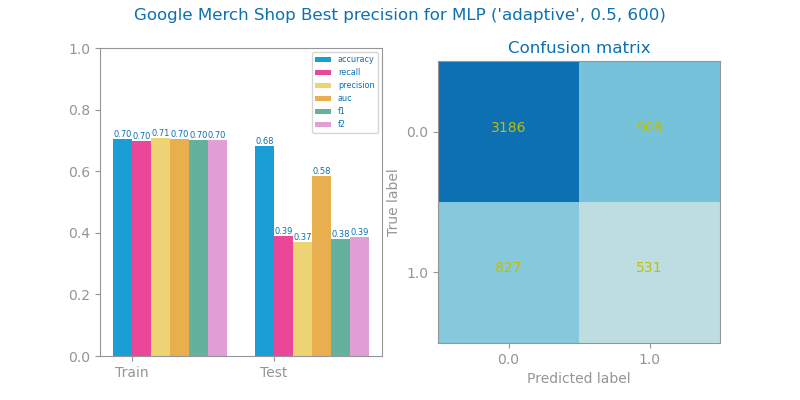 Google Merch Shop Best precision for MLP ('adaptive', 0.5, 600)
1.0
0.8
0.6
0.4
0.2
0.0
accuracy
recall
precision
auc
f1
f2
0.70 0.70 0.71 0.70 0.70 0.70
0.68 0.39 0.37 0.58 0.38 0.39
Train Test
Confusion matrix
True label
0.0
1.0
3186 908
827 531
0.0 1.0
Predicted label